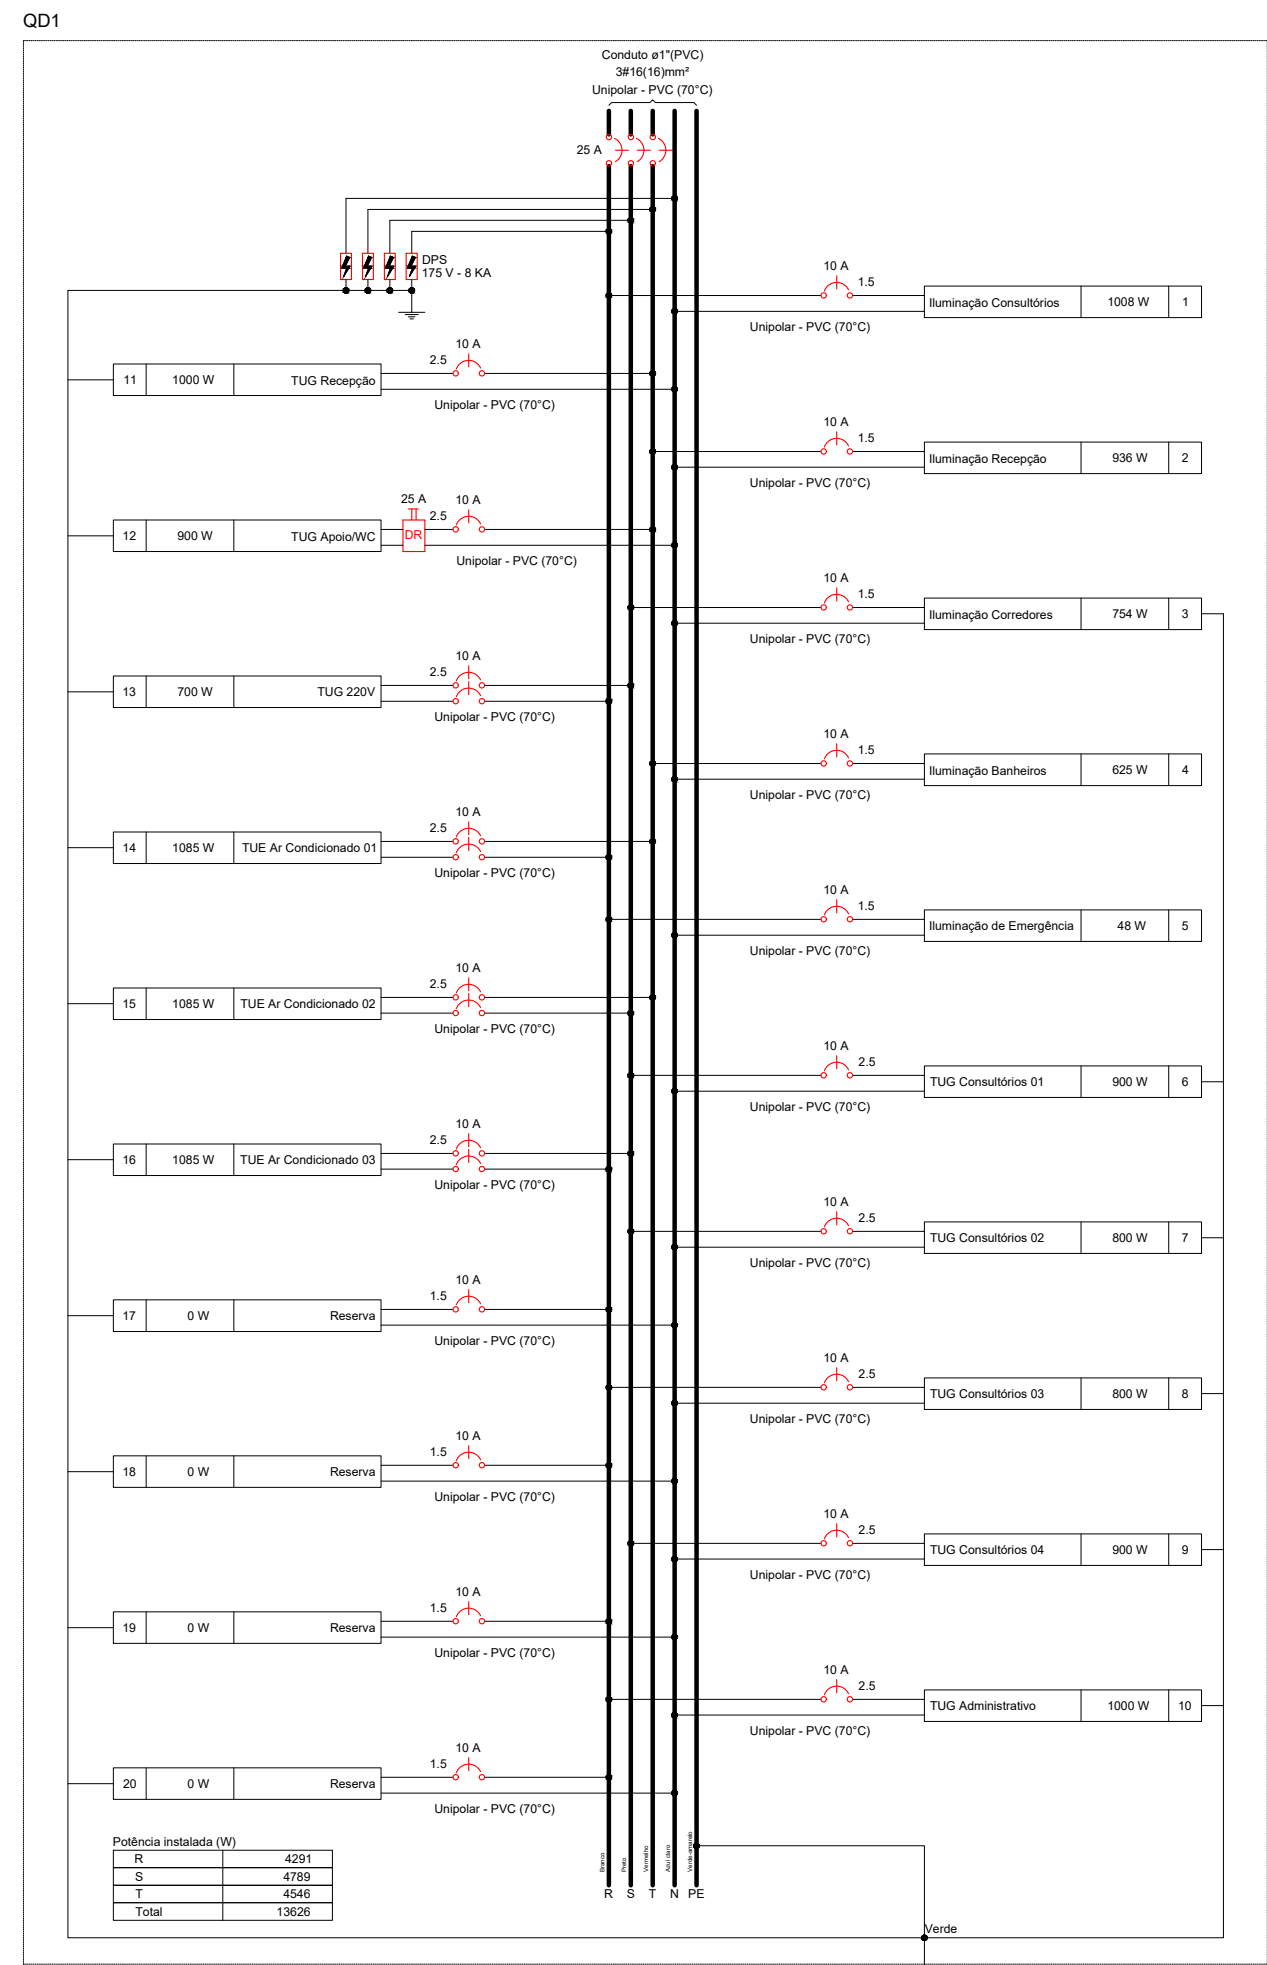 QD1
Conduto ø1"(PVC)
3#16(16)mm²
Unipolar - PVC (70°C)
25 A
DPS
175 V - 8 KA
10 A
1.5
Iluminação Consultórios 1008 W 1
Unipolar - PVC (70°C)
10 A
2.5
11 1000 W TUG Recepção
Unipolar - PVC (70°C)
10 A
1.5
Iluminação Recepção 936 W 2
Unipolar - PVC (70°C)
25 A 10 A
2.5
12 900 W TUG Apoio/WC DR
Unipolar - PVC (70°C)
10 A
1.5
Iluminação Corredores 754 W 3
Unipolar - PVC (70°C)
10 A
2.5
13 700 W TUG 220V
Unipolar - PVC (70°C)
10 A
1.5
Iluminação Banheiros 625 W 4
Unipolar - PVC (70°C)
10 A
2.5
14 1085 W TUE Ar Condicionado 01
Unipolar - PVC (70°C)
10 A
1.5
Iluminação de Emergência 48 W 5
Unipolar - PVC (70°C)
10 A
2.5
15 1085 W TUE Ar Condicionado 02
Unipolar - PVC (70°C)
10 A
2.5
TUG Consultórios 01 900 W 6
Unipolar - PVC (70°C)
10 A
2.5
16 1085 W TUE Ar Condicionado 03
Unipolar - PVC (70°C)
10 A
2.5
TUG Consultórios 02 800 W 7
Unipolar - PVC (70°C)
10 A
1.5
17 0 W Reserva
Unipolar - PVC (70°C)
10 A
2.5
TUG Consultórios 03 800 W 8
Unipolar - PVC (70°C)
10 A
1.5
18 0 W Reserva
Unipolar - PVC (70°C)
10 A
2.5
TUG Consultórios 04 900 W 9
Unipolar - PVC (70°C)
10 A
1.5
19 0 W Reserva
Unipolar - PVC (70°C)
10 A
2.5
TUG Administrativo 1000 W 10
Unipolar - PVC (70°C)
10 A
1.5
20 0 W Reserva
Unipolar - PVC (70°C)
Potência instalada (W)
R 4291
S 4789
T 4546
Total 13626
Branco
Preto
Vermelho
Azul claro
Verde-amarelo
R S T N PE
Verde